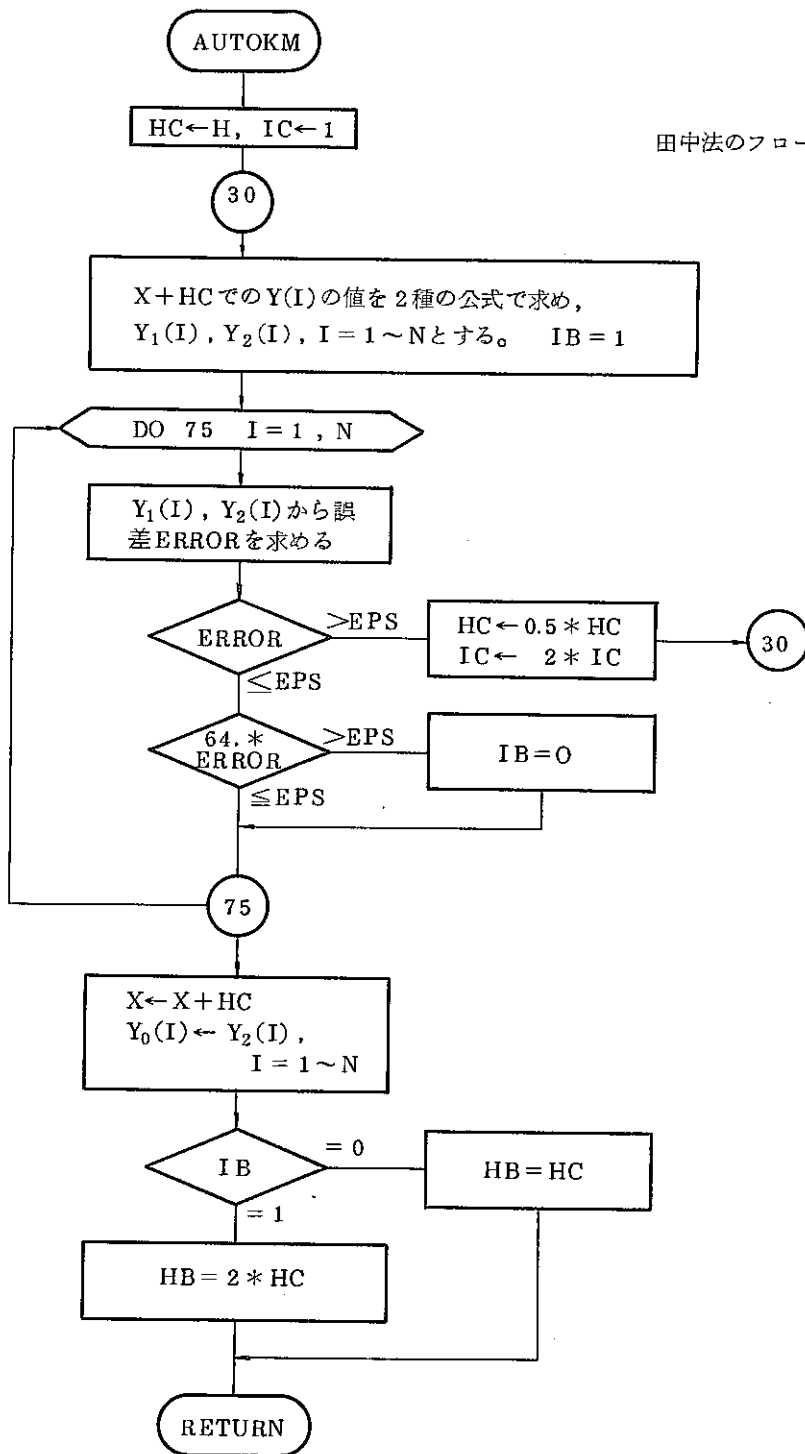 AUTOKM
HC←H, IC←1
田中法のフロー
30
X+HCでのY(I)の値を2種の公式で求め,
Y₁(I), Y₂(I), I=1~Nとする。 IB=1
DO 75 I=1, N
Y₁(I), Y₂(I)から誤
差ERRORを求める
ERROR
>EPS
HC←0.5*HC
IC← 2*IC
30
≦EPS
64.*
ERROR
>EPS
IB=0
≦EPS
75
X←X+HC
Y₀(I)← Y₂(I),
I=1~N
IB
=0
HB=HC
=1
HB=2*HC
RETURN